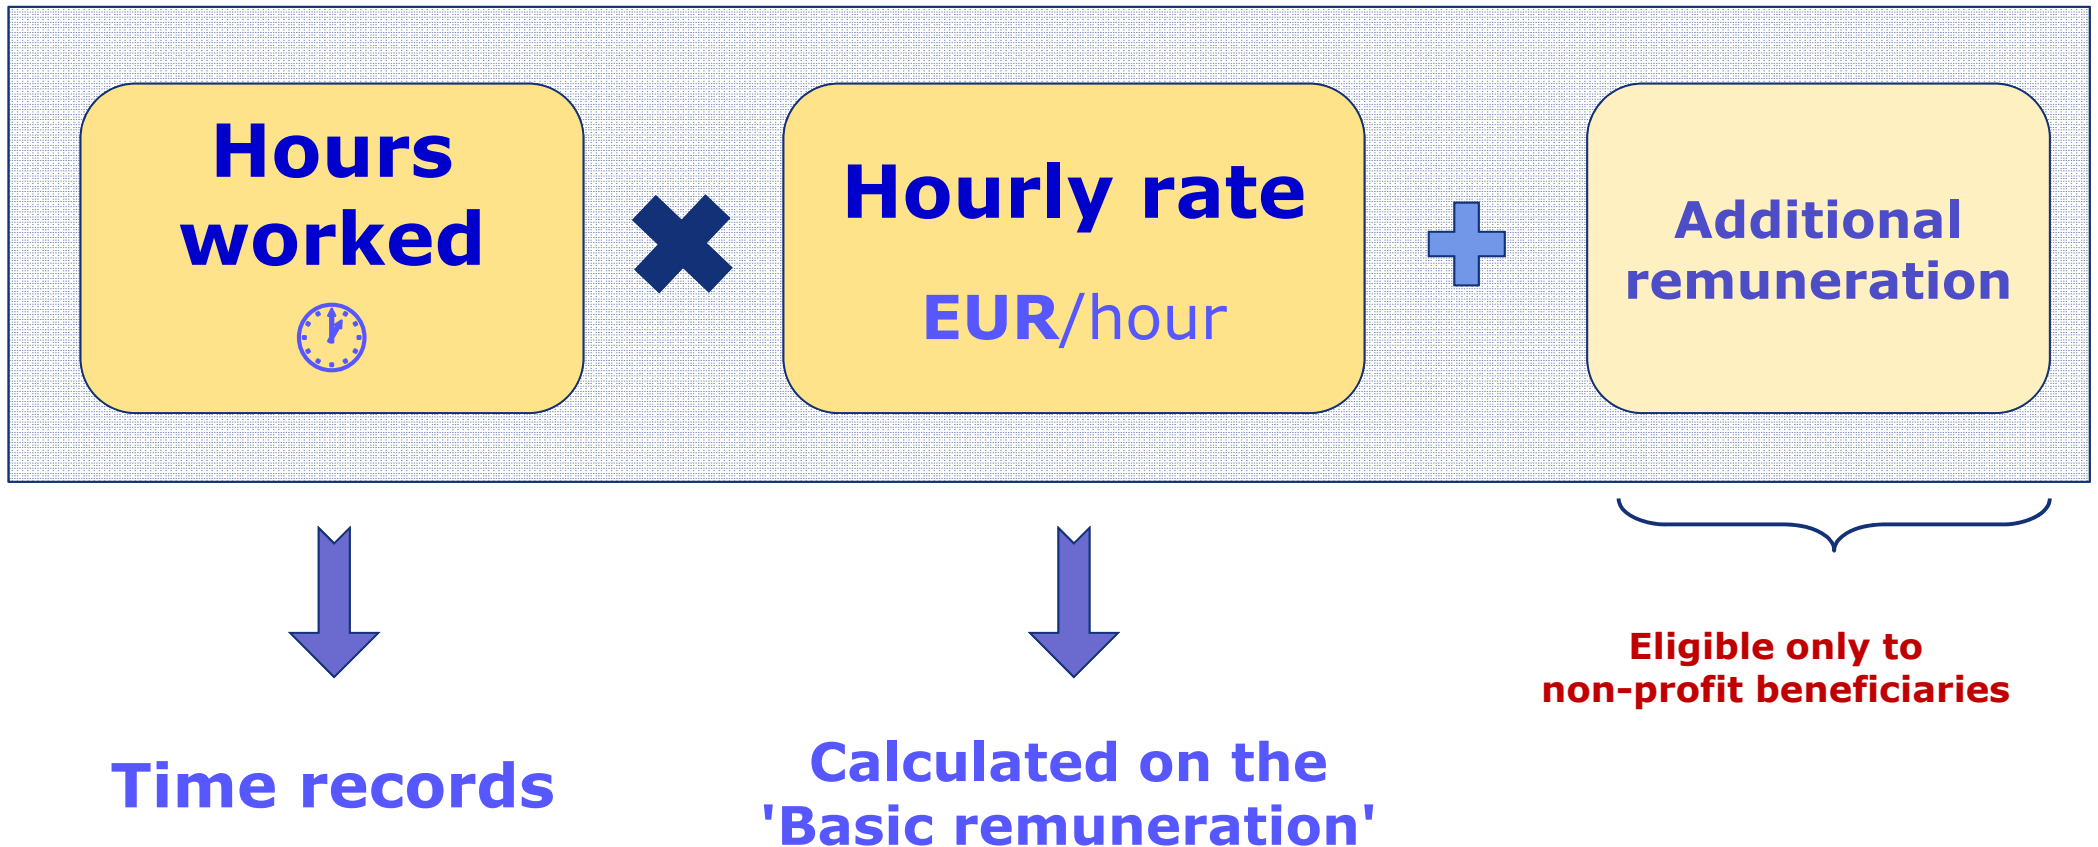 Hours
worked
Hourly rate
EUR/hour
Additional
remuneration
Time records
Calculated on the
'Basic remuneration'
Eligible only to
non-profit beneficiaries